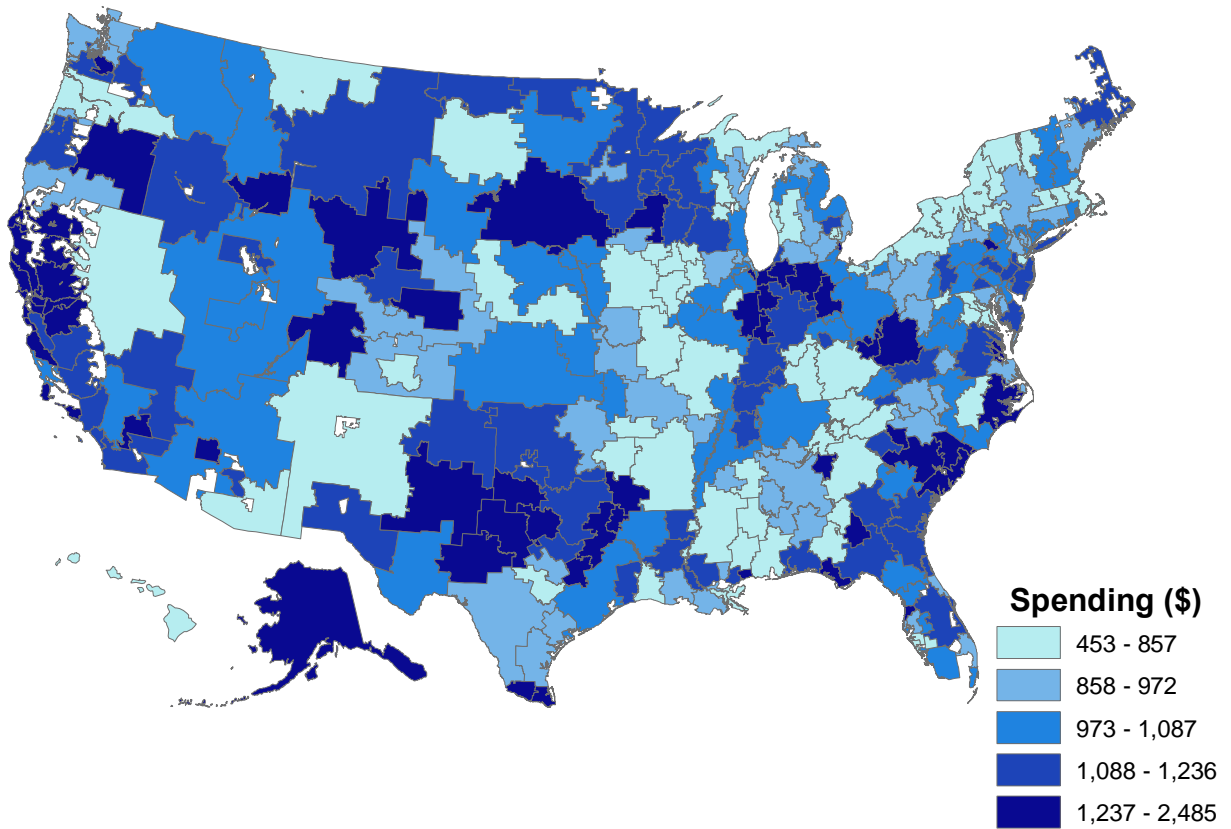 Spending ($)
453 - 857
858 - 972
973 - 1,087
1,088 - 1,236
1,237 - 2,485